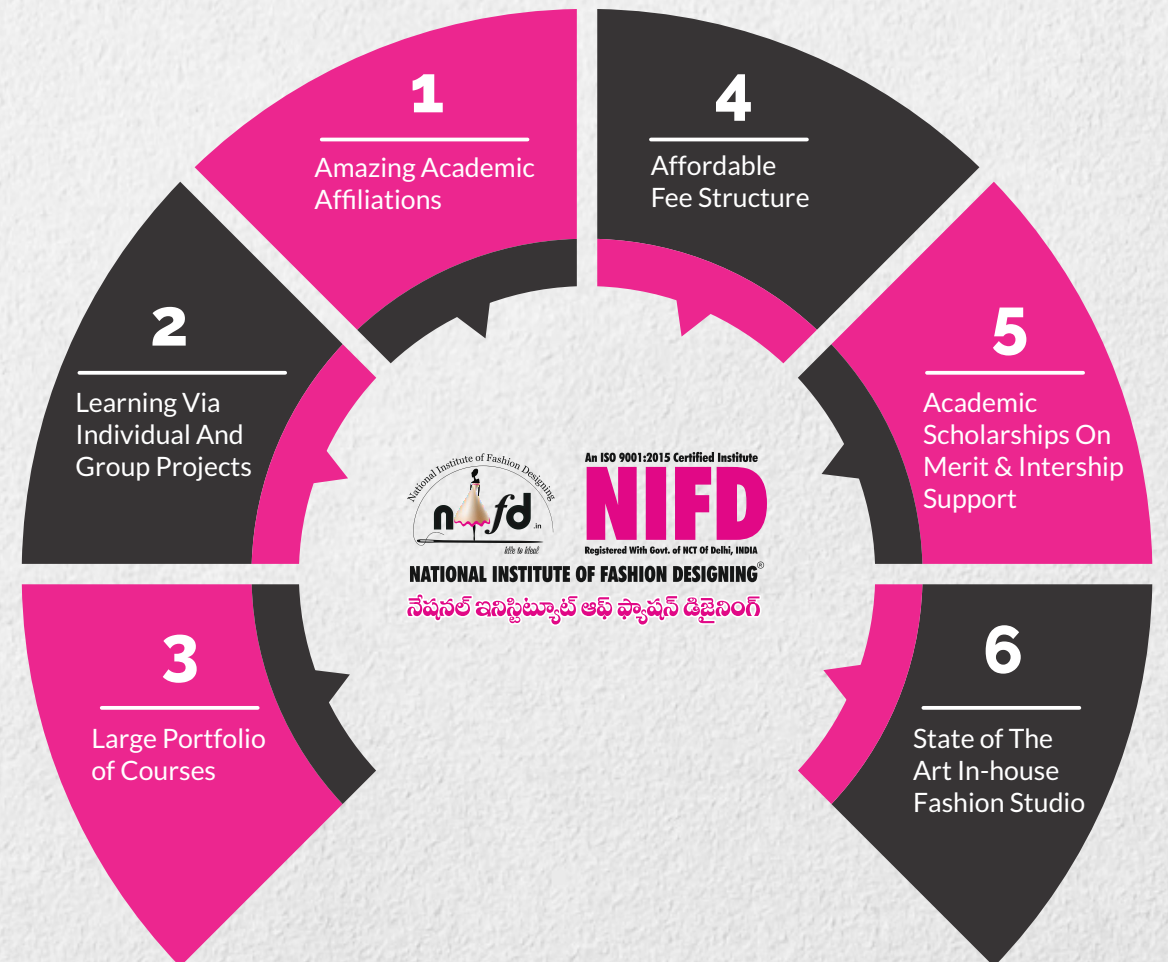 1
Amazing Academic
Affiliations
2
Learning Via
Individual And
Group Projects
3
Large Portfolio
of Courses
4
Affordable
Fee Structure
5
Academic
Scholarships On
Merit & Intership
Support
6
State of The
Art In-house
Fashion Studio
National Institute of Fashion Designing
nifd.in
Idle to Ideal
An ISO 9001:2015 Certified Institute
NIFD
Registered With Govt. of NCT Of Delhi, INDIA
NATIONAL INSTITUTE OF FASHION DESIGNING®
నేషనల్ ఇనిస్టిట్యూట్ ఆఫ్ ఫ్యాషన్ డిజైనింగ్